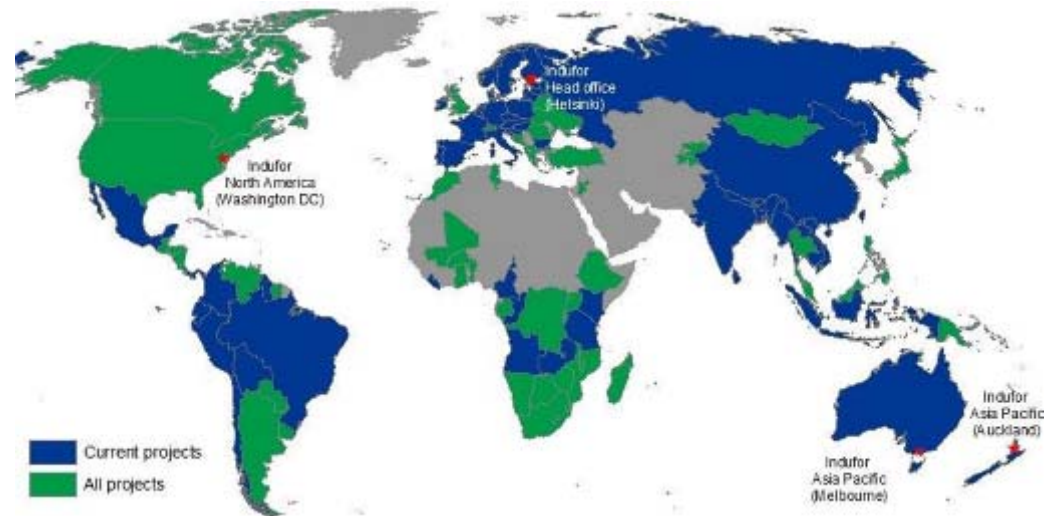 Indufor
Head office
(Helsinki)
Indufor
North America
(Washington DC)
Indufor
Asia Pacific
(Auckland)
Indufor
Asia Pacific
(Melbourne)
Current projects
All projects